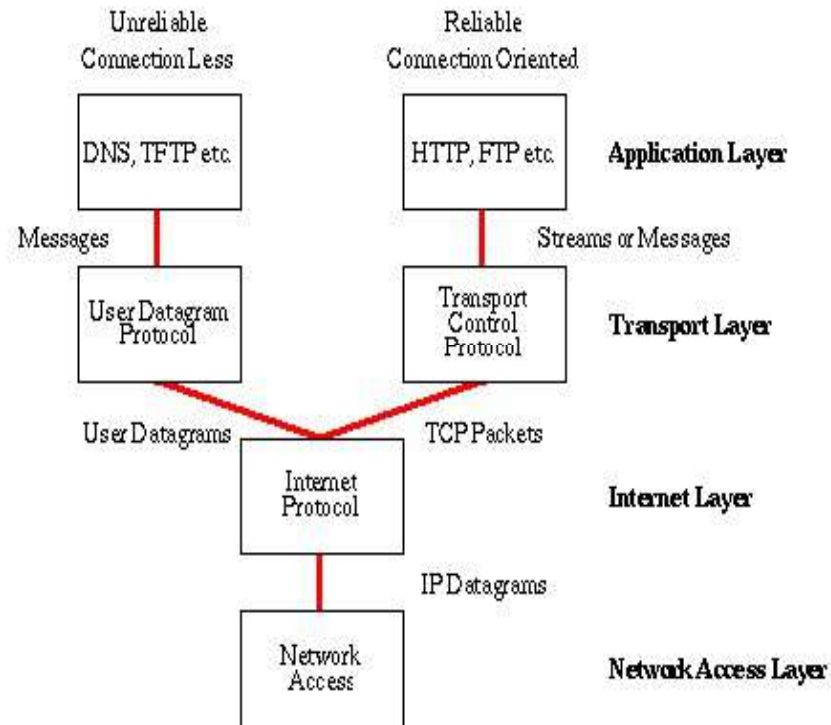 Unreliable
Connection Less
Reliable
Connection Oriented
DNS, TFTP etc.
HTTP, FTP etc.
Application Layer
Messages
Streams or Messages
User Datagram
Protocol
Transport
Control
Protocol
Transport Layer
User Datagrams
TCP Packets
Internet
Protocol
Internet Layer
IP Datagrams
Network
Access
Network Access Layer